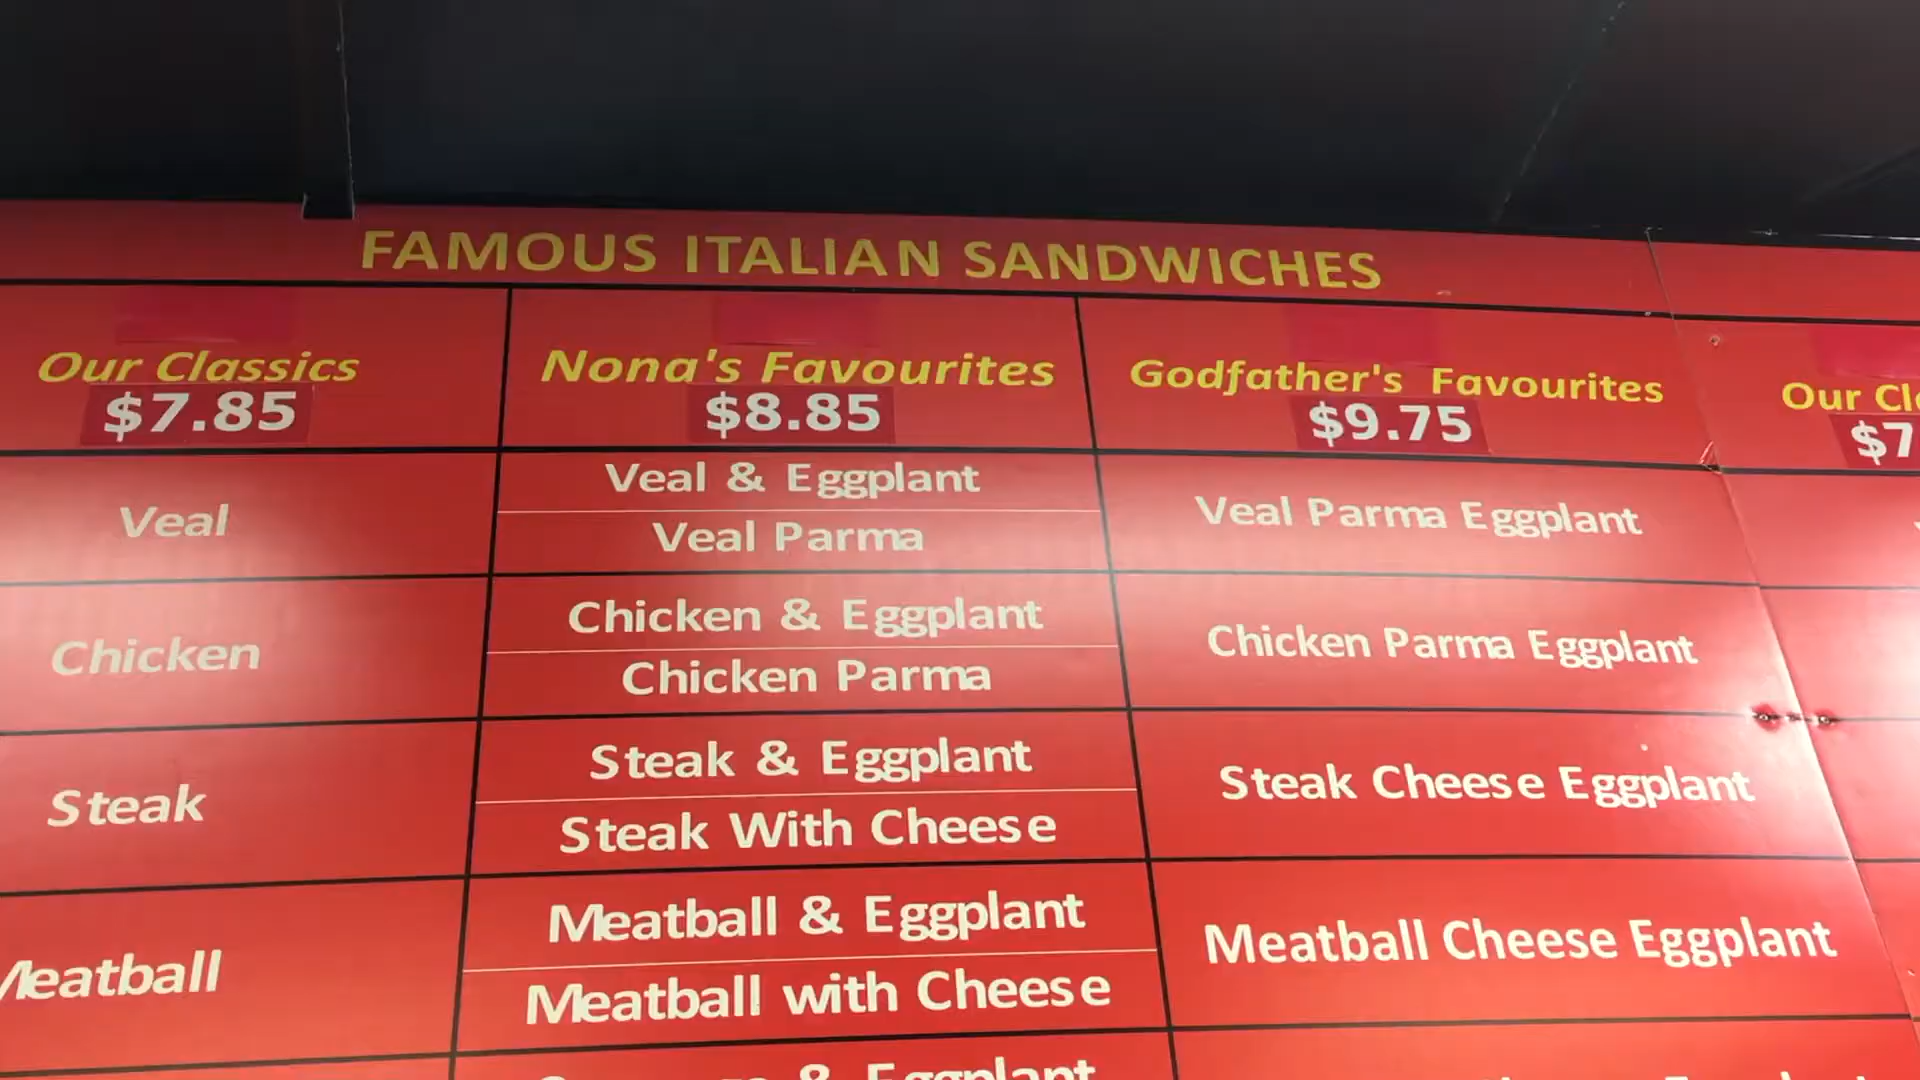 FAMOUS ITALIAN SANDWICHES
Our Classics
$7.85
Nona's Favourites
$8.85
Godfather's Favourites
$9.75
Our
$7
Veal
Veal & Eggplant
Veal Parma
Veal Parma Eggplant
Chicken
Chicken & Eggplant
Chicken Parma
Chicken Parma Eggplant
Steak
Steak & Eggplant
Steak With Cheese
Steak Cheese Eggplant
Meatball
Meatball & Eggplant
Meatball with Cheese
Meatball Cheese Eggplant
& Eggplant